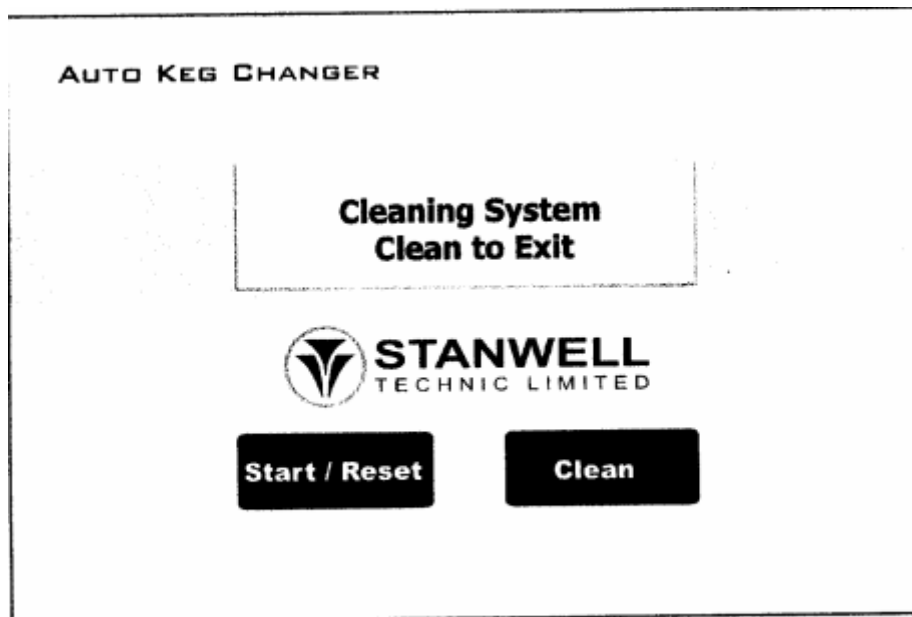 AUTO KEG CHANGER
Cleaning System
Clean to Exit
STANWELL
TECHNIC LIMITED
Start / Reset
Clean